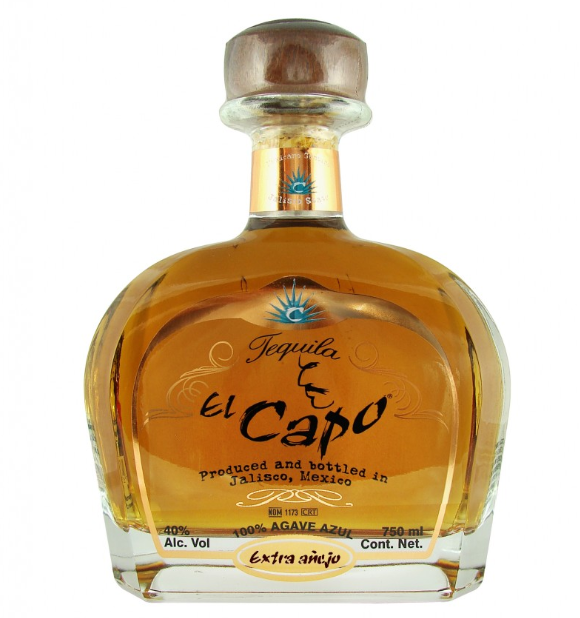 C
C
Tequila
El Capo®
Produced and bottled in
Jalisco, Mexico
NOM 1173 CRT
100% AGAVE AZUL
40%
Alc. Vol
750 ml
Cont. Net.
Extra añejo